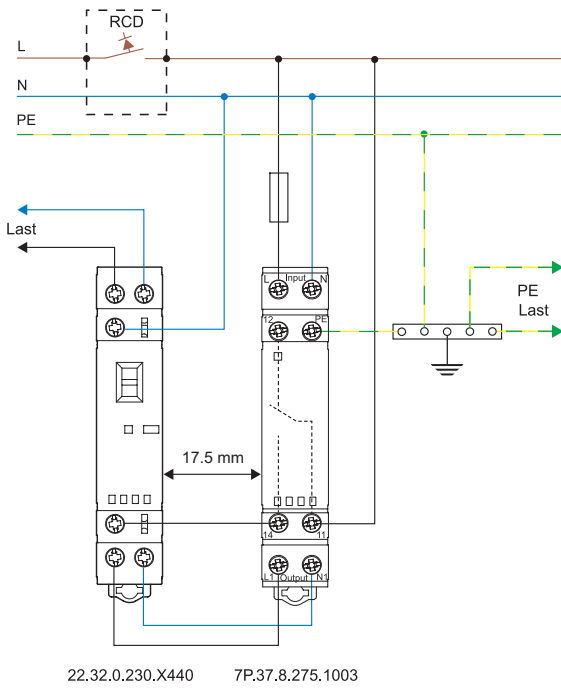 RCD
L
N
PE
Last
L Input N
12 PE
PE
Last
17.5 mm
14 11
L1 Output N1
22.32.0.230.X440 7P.37.8.275.1003